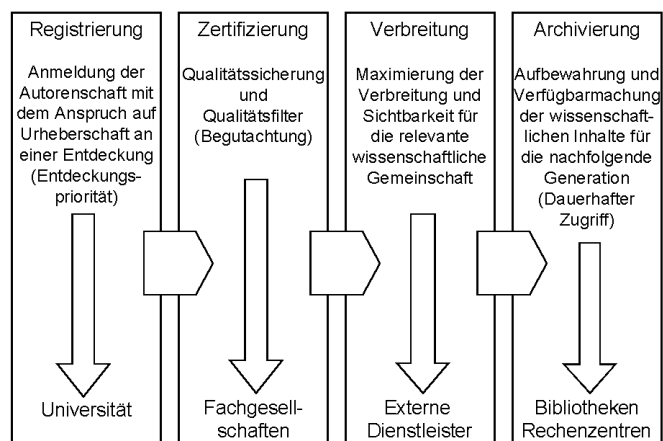 Registrierung
Anmeldung der
Autorenschaft mit
dem Anspruch auf
Urheberschaft an
einer Entdeckung
(Entdeckungs-
priorität)
Universität
Zertifizierung
Qualitätssicherung
und
Qualitätsfilter
(Begutachtung)
Fachgesell-
schaften
Verbreitung
Maximierung der
Verbreitung und
Sichtbarkeit für
die relevante
wissenschaftliche
Gemeinschaft
Externe
Dienstleister
Archivierung
Aufbewahrung und
Verfügbarmachung
der wissenschaft-
lichen Inhalte für
die nachfolgende
Generation
(Dauerhafter
Zugriff)
Bibliotheken
Rechenzentren